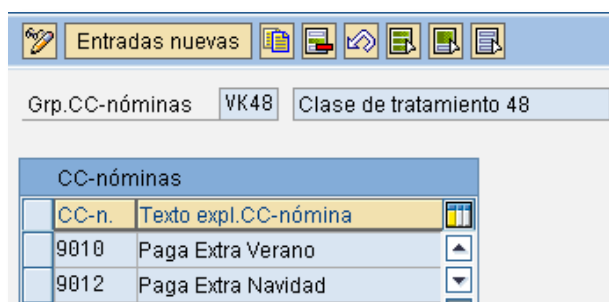 Entradas nuevas
Grp.CC-nóminas VK48 Clase de tratamiento 48
CC-nóminas
CC-n. Texto expl.CC-nómina
9010 Paga Extra Verano
9012 Paga Extra Navidad